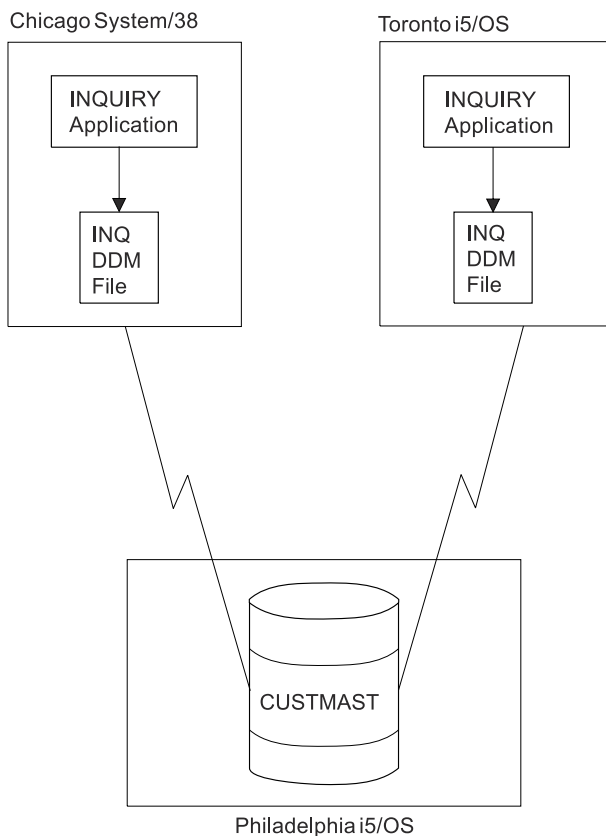 Chicago System/38
Toronto i5/OS
INQUIRY
Application
INQUIRY
Application
INQ
DDM
File
INQ
DDM
File
CUSTMAST
Philadelphia i5/OS